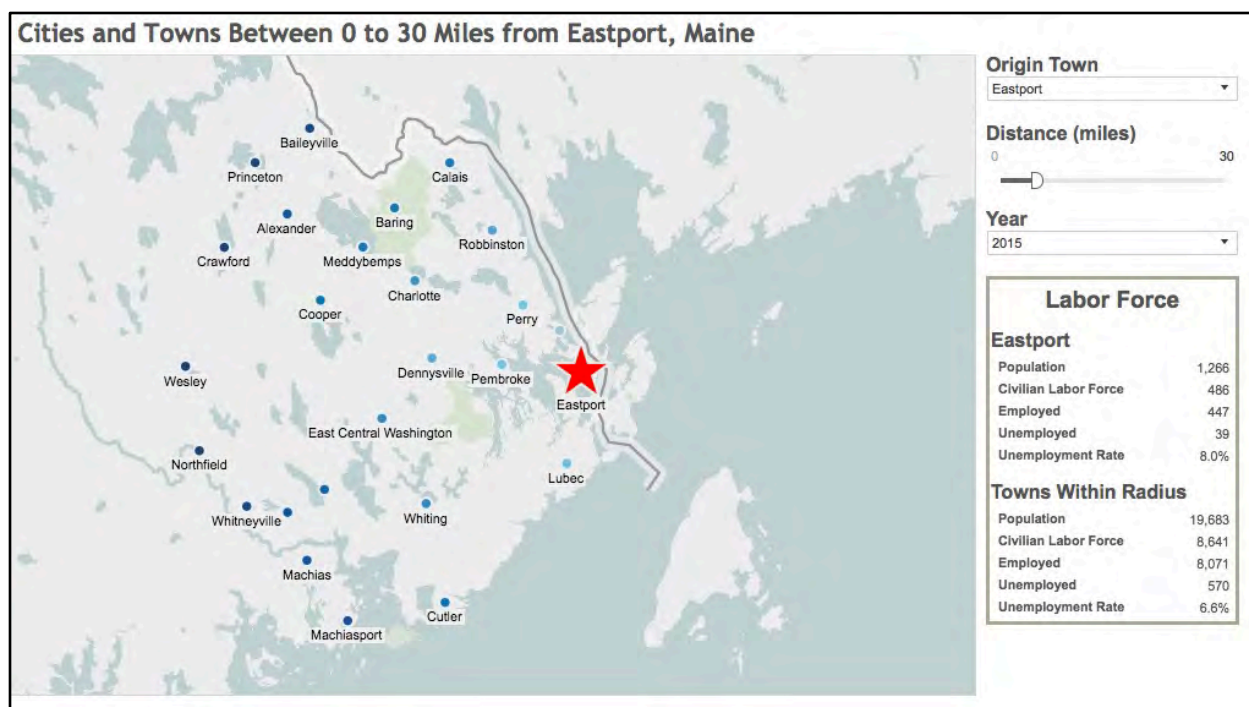 Cities and Towns Between 0 to 30 Miles from Eastport, Maine
Baileyville
Princeton
Calais
Alexander
Baring
Robbinston
Crawford
Meddybemps
Charlotte
Cooper
Perry
Wesley
Dennysville
Pembroke
Eastport
East Central Washington
Northfield
Lubec
Whitneyville
Whiting
Machias
Cutler
Machiasport
Origin Town
Eastport
Distance (miles)
0 30
Year
2015
Labor Force
Eastport
Population 1,266
Civilian Labor Force 486
Employed 447
Unemployed 39
Unemployment Rate 8.0%
Towns Within Radius
Population 19,683
Civilian Labor Force 8,641
Employed 8,071
Unemployed 570
Unemployment Rate 6.6%